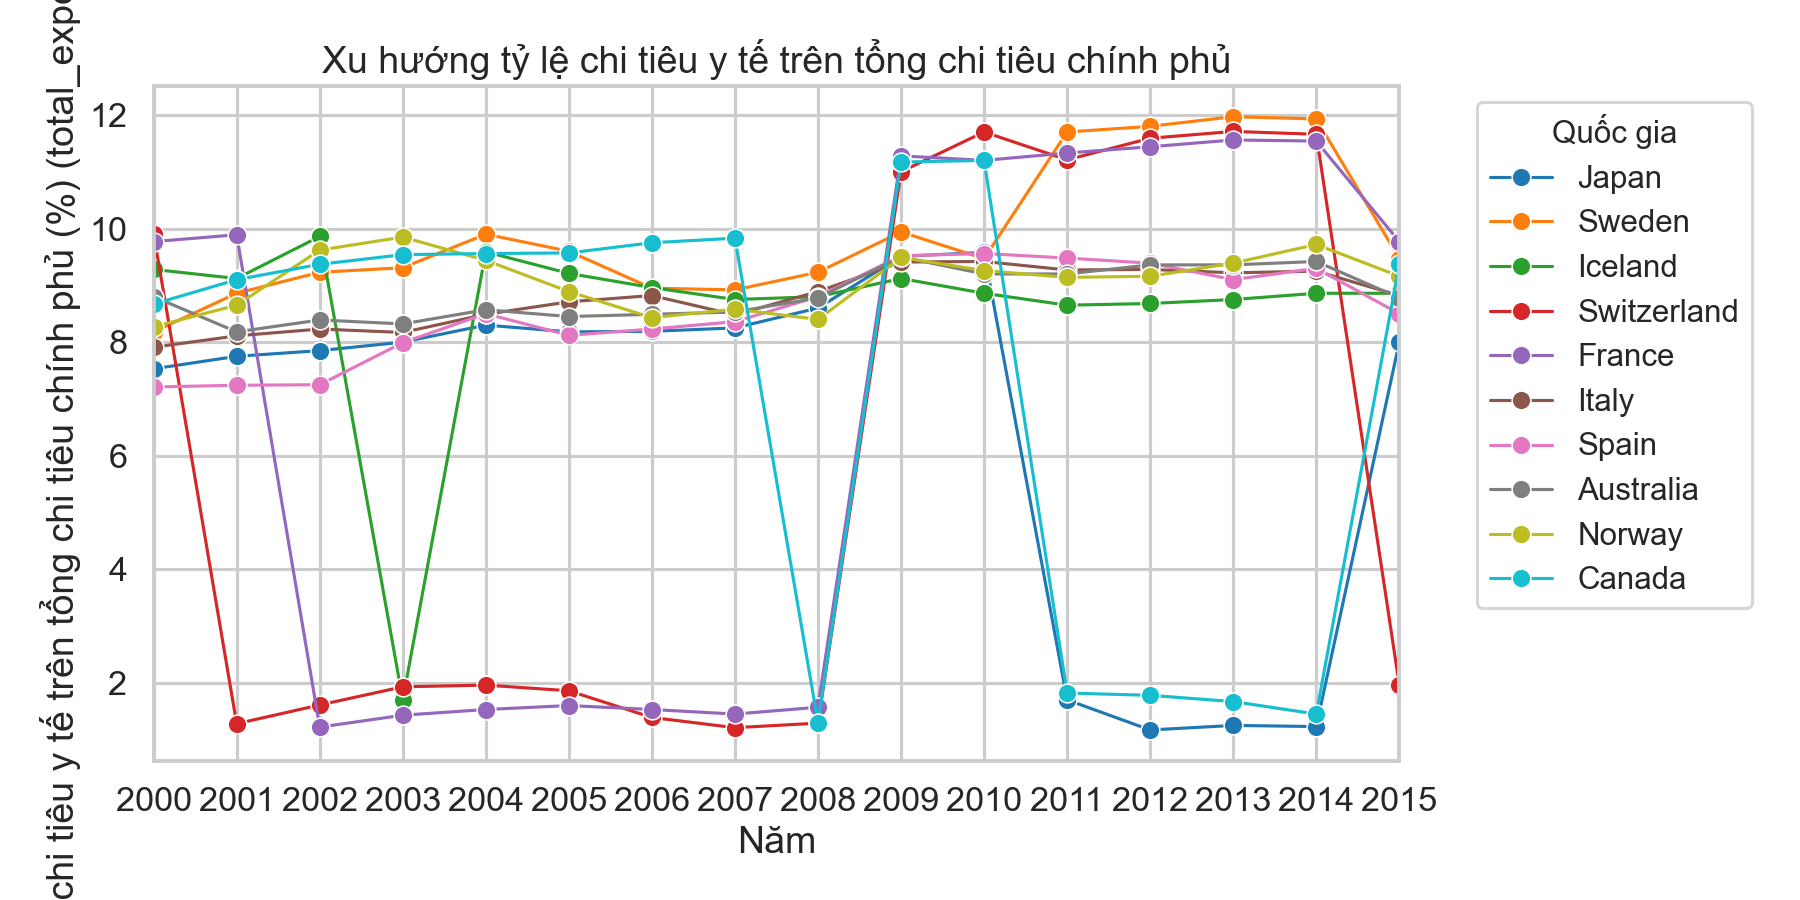 Xu hướng tỷ lệ chi tiêu y tế trên tổng chi tiêu chính phủ
chi tiêu y tế trên tổng chi tiêu chính phủ (%) (total_expe
12
10
8
6
4
2
2000 2001 2002 2003 2004 2005 2006 2007 2008 2009 2010 2011 2012 2013 2014 2015
Năm
Quốc gia
Japan
Sweden
Iceland
Switzerland
France
Italy
Spain
Australia
Norway
Canada